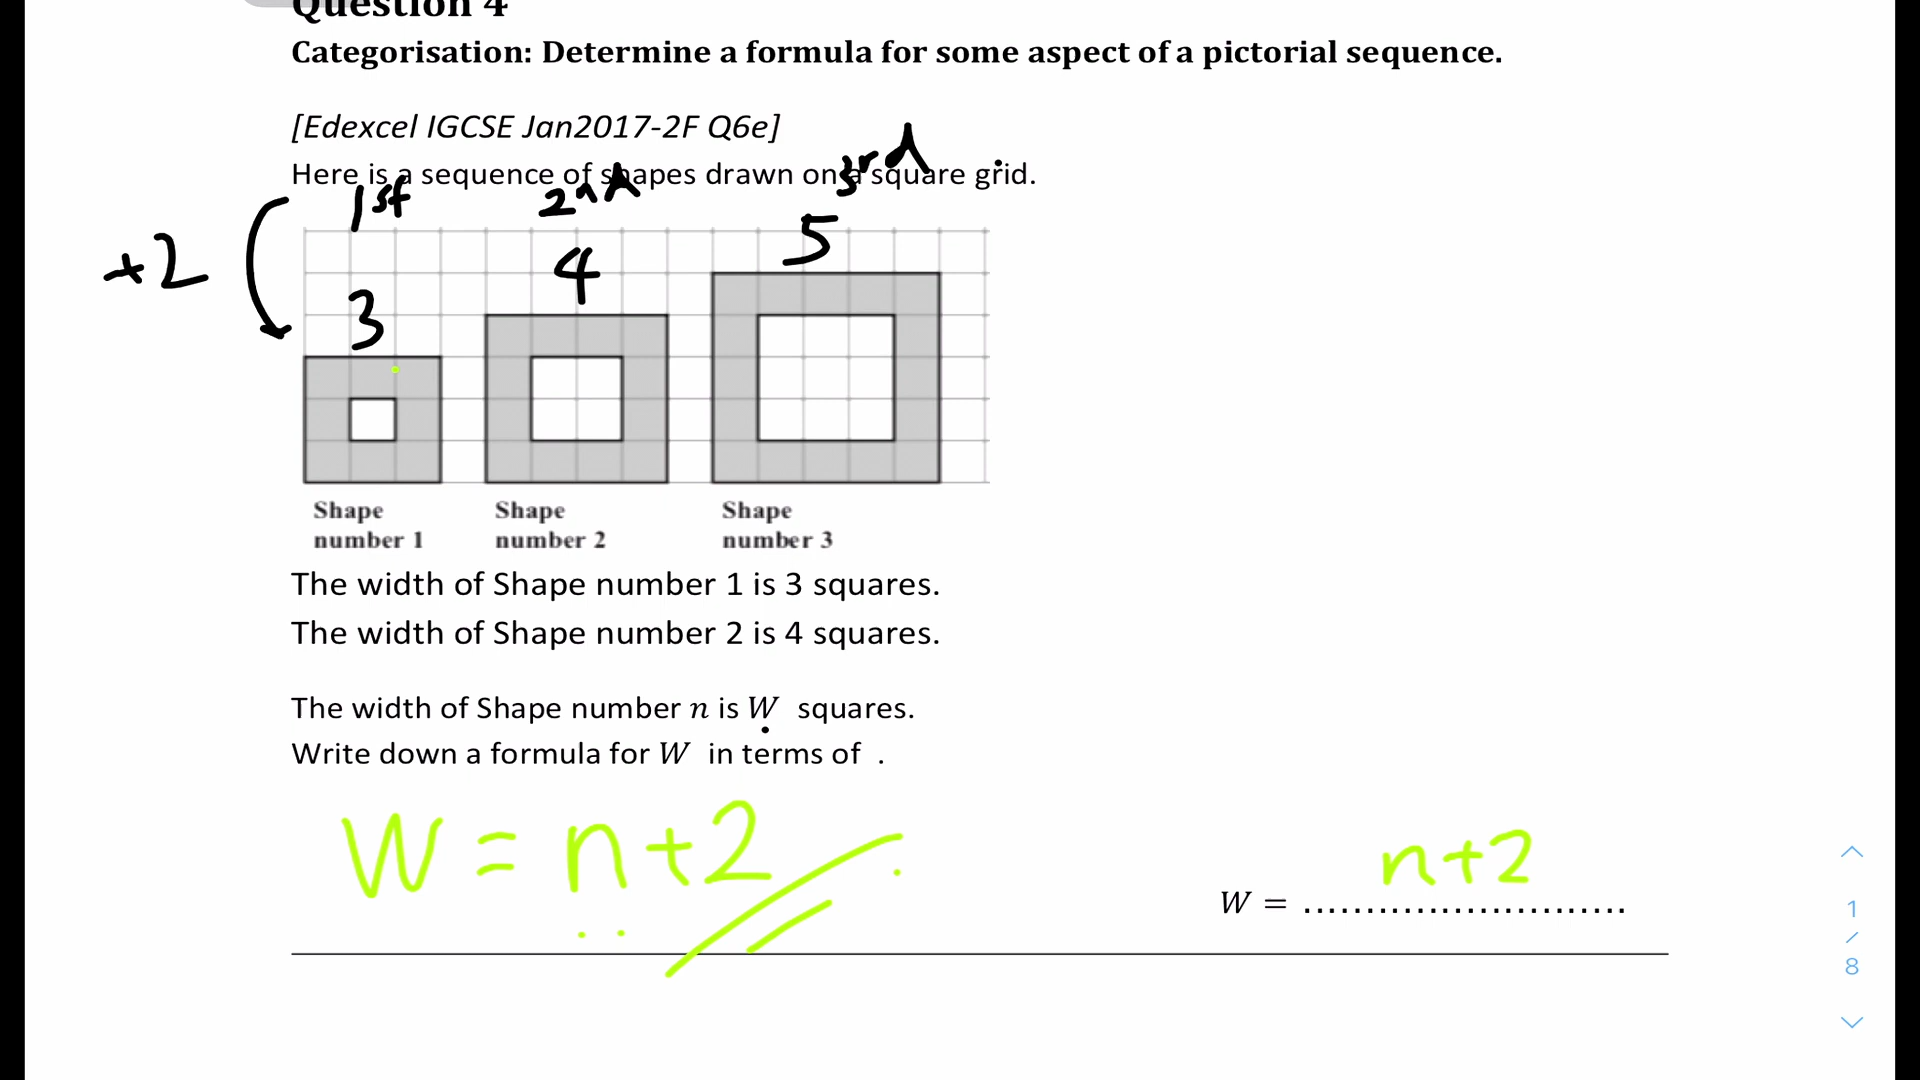 Question 4
Categorisation: Determine a formula for some aspect of a pictorial sequence.
[Edexcel IGCSE Jan2017-2F Q6e]
Here is a sequence of shapes drawn on a square grid.
1st 2nd 3rd
+2
3 4 5
Shape number 1
Shape number 2
Shape number 3
The width of Shape number 1 is 3 squares.
The width of Shape number 2 is 4 squares.
The width of Shape number n is W squares.
Write down a formula for W in terms of .
W = n+2
n+2
W = ..........................
1
/
8